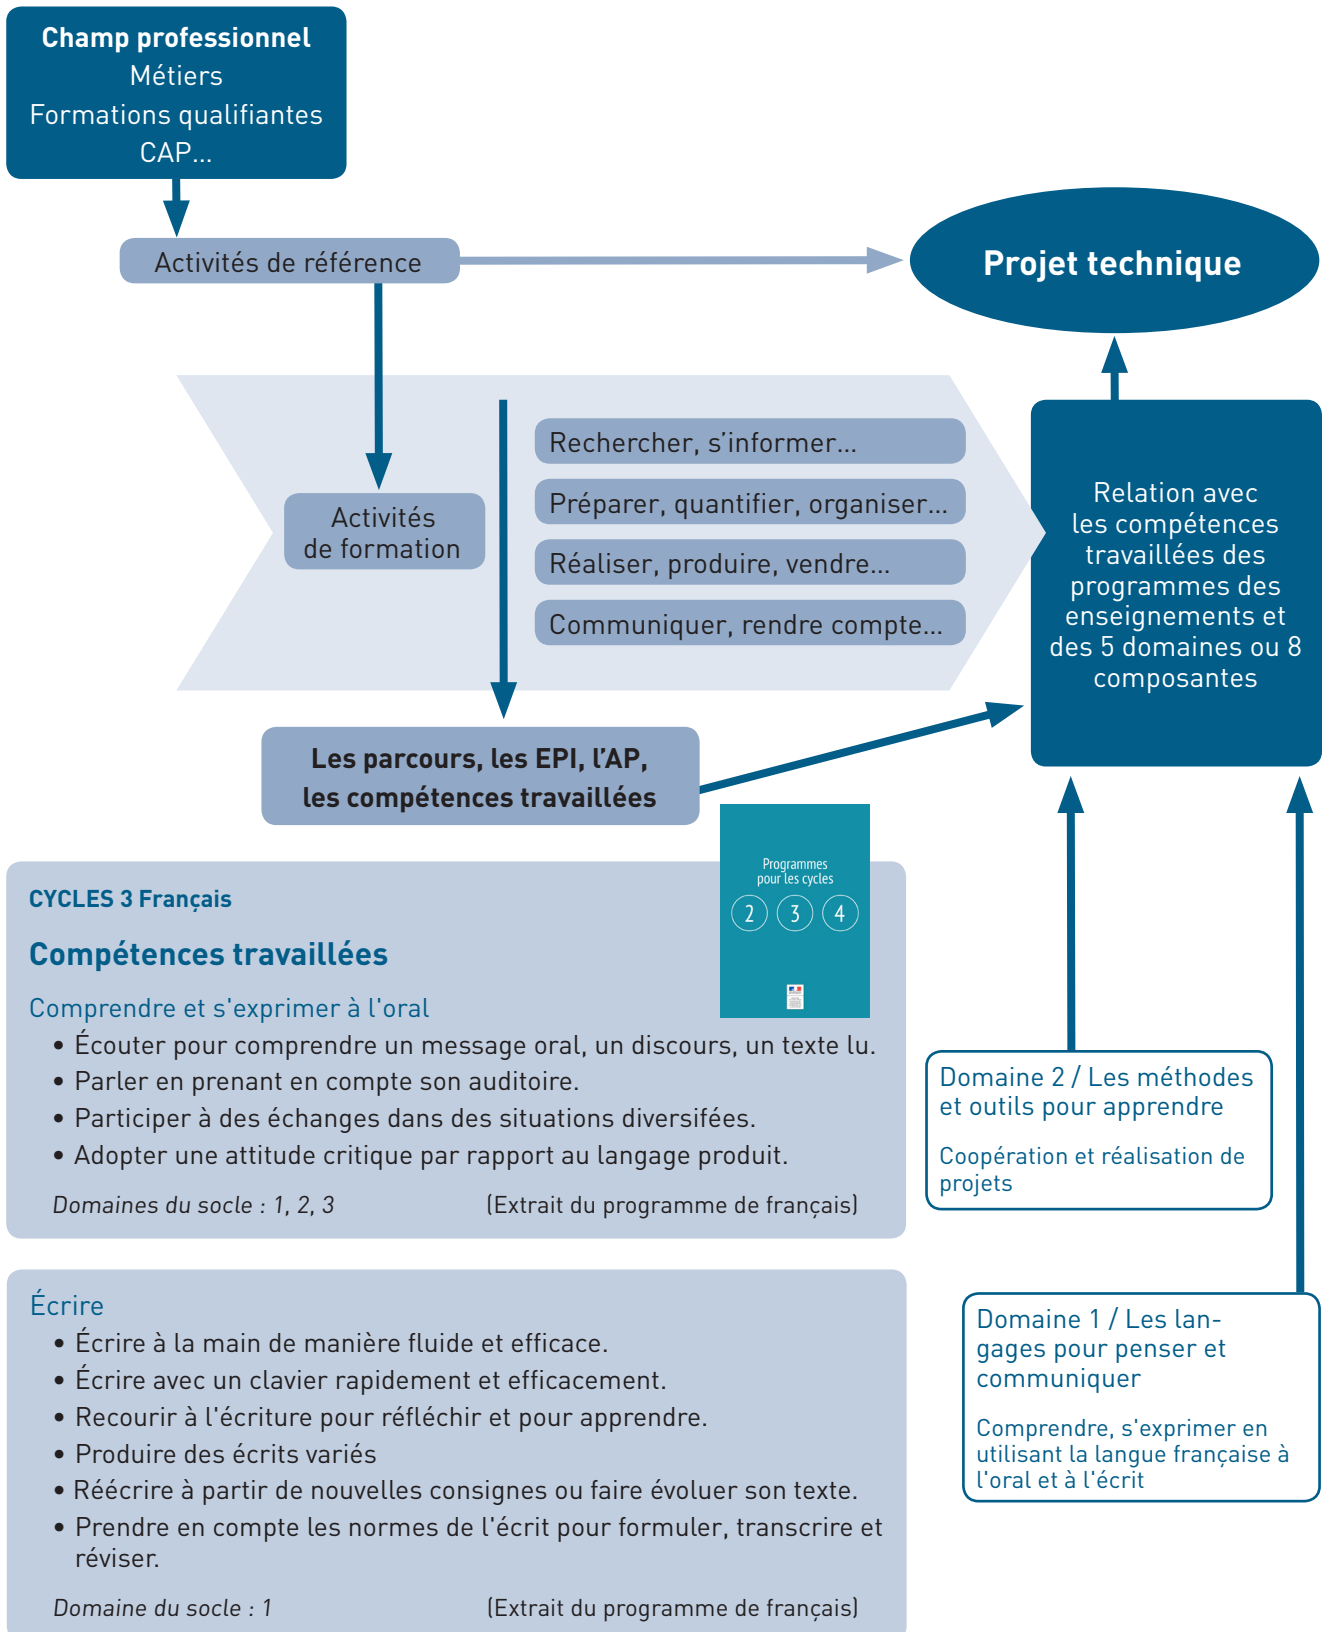 Champ professionnel
Métiers
Formations qualifiantes
CAP...
Activités de référence
Projet technique
Rechercher, s'informer...
Préparer, quantifier, organiser...
Réaliser, produire, vendre...
Communiquer, rendre compte...
Activités
de formation
Relation avec
les compétences
travaillées des
programmes des
enseignements et
des 5 domaines ou 8
composantes
Les parcours, les EPI, l'AP,
les compétences travaillées
Programmes
pour les cycles
2 3 4
CYCLES 3 Français
Compétences travaillées
Comprendre et s'exprimer à l'oral
• Écouter pour comprendre un message oral, un discours, un texte lu.
• Parler en prenant en compte son auditoire.
• Participer à des échanges dans des situations diversifées.
• Adopter une attitude critique par rapport au langage produit.
Domaines du socle : 1, 2, 3 (Extrait du programme de français)
Domaine 2 / Les méthodes
et outils pour apprendre
Coopération et réalisation de
projets
Écrire
• Écrire à la main de manière fluide et efficace.
• Écrire avec un clavier rapidement et efficacement.
• Recourir à l'écriture pour réfléchir et pour apprendre.
• Produire des écrits variés
• Réécrire à partir de nouvelles consignes ou faire évoluer son texte.
• Prendre en compte les normes de l'écrit pour formuler, transcrire et
réviser.
Domaine du socle : 1 (Extrait du programme de français)
Domaine 1 / Les lan-
gages pour penser et
communiquer
Comprendre, s'exprimer en
utilisant la langue française à
l'oral et à l'écrit